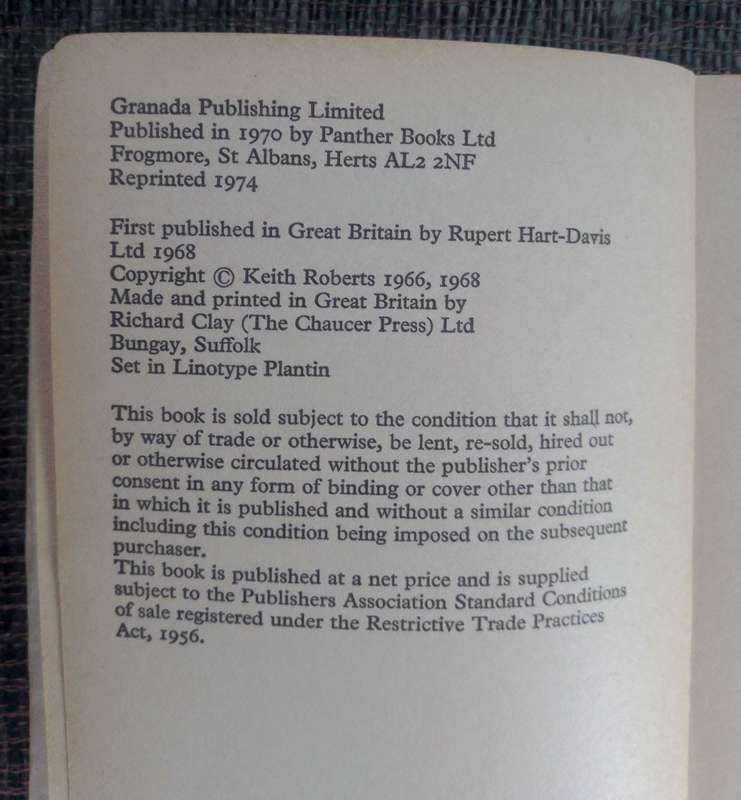 Granada Publishing Limited
Published in 1970 by Panther Books Ltd
Frogmore, St Albans, Herts AL2 2NF
Reprinted 1974
First published in Great Britain by Rupert Hart-Davis
Ltd 1968
Copyright © Keith Roberts 1966, 1968
Made and printed in Great Britain by
Richard Clay (The Chaucer Press) Ltd
Bungay, Suffolk
Set in Linotype Plantin
This book is sold subject to the condition that it shall not,
by way of trade or otherwise, be lent, re-sold, hired out
or otherwise circulated without the publisher's prior
consent in any form of binding or cover other than that
in which it is published and without a similar condition
including this condition being imposed on the subsequent
purchaser.
This book is published at a net price and is supplied
subject to the Publishers Association Standard Conditions
of sale registered under the Restrictive Trade Practices
Act, 1956.